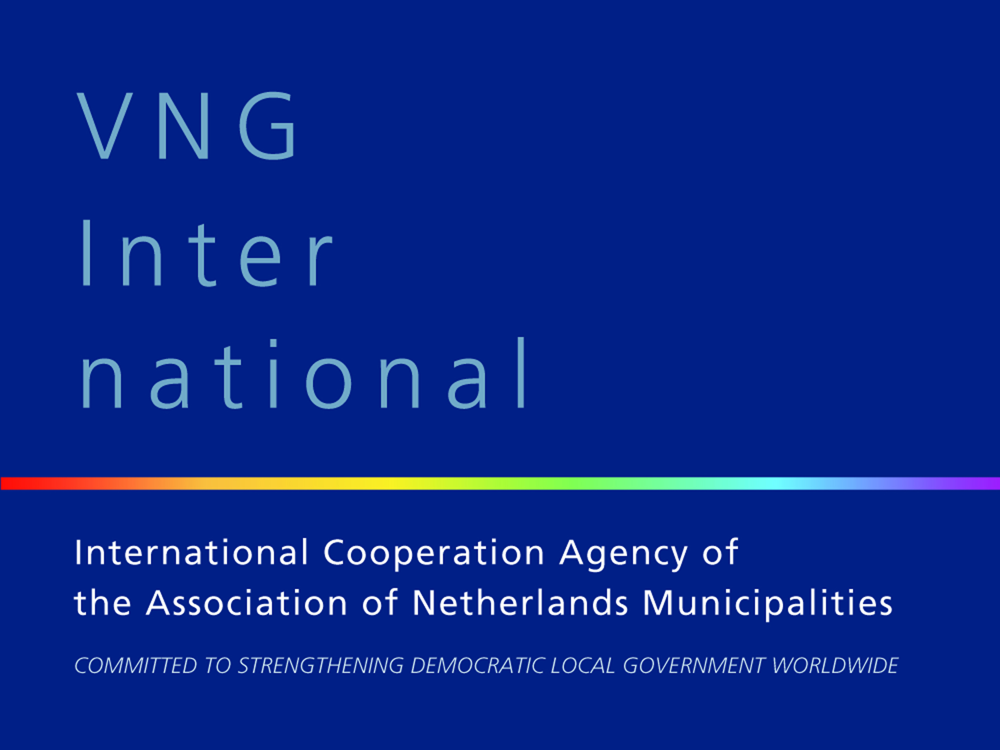 VNG
Inter
national
International Cooperation Agency of
the Association of Netherlands Municipalities
COMMITTED TO STRENGTHENING DEMOCRATIC LOCAL GOVERNMENT WORLDWIDE